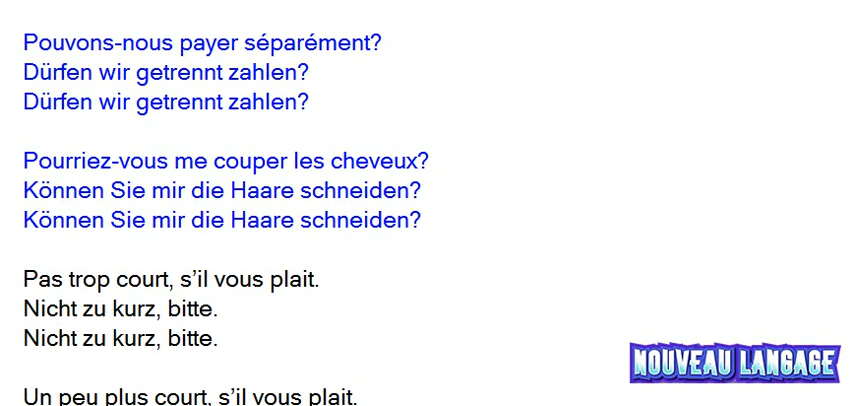 Pouvons-nous payer séparément?
Dürfen wir getrennt zahlen?
Dürfen wir getrennt zahlen?
Pourriez-vous me couper les cheveux?
Können Sie mir die Haare schneiden?
Können Sie mir die Haare schneiden?
Pas trop court, s’il vous plait.
Nicht zu kurz, bitte.
Nicht zu kurz, bitte.
NOUVEAU LANGAGE
Un peu plus court, s’il vous plait.